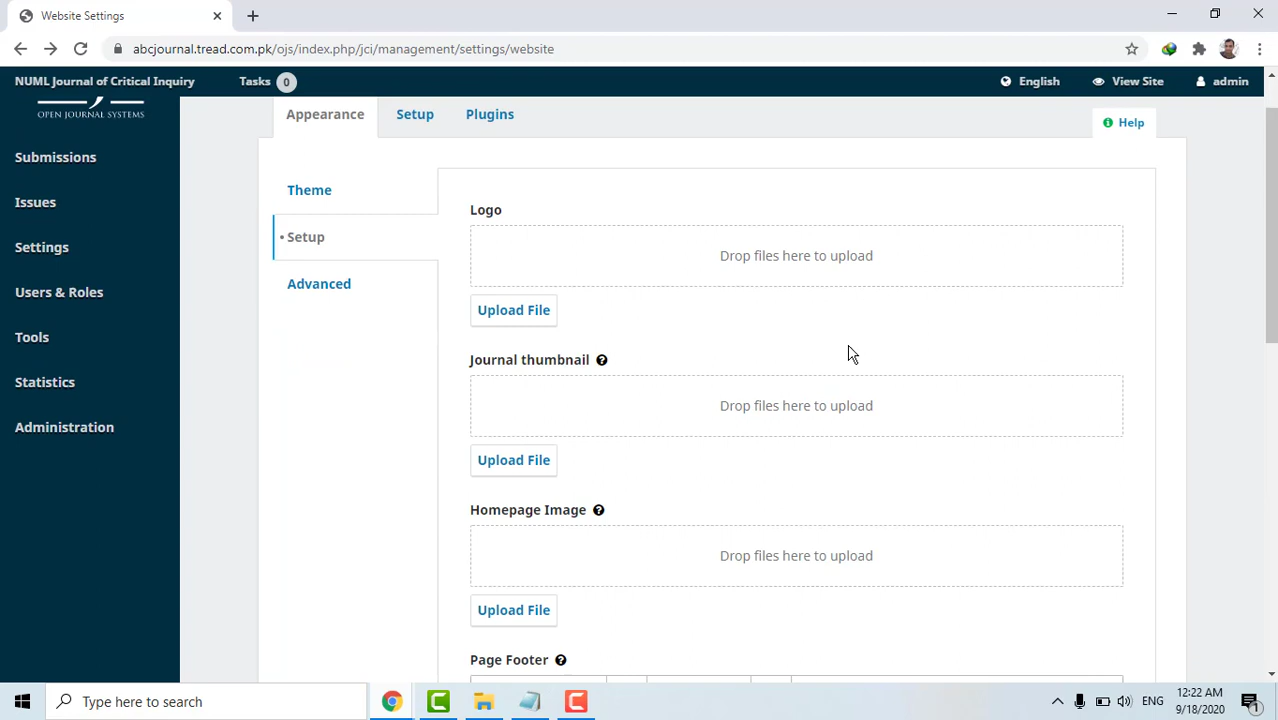 Website Settings
abcjournal.tread.com.pk/ojs/index.php/jci/management/settings/website
NUML Journal of Critical Inquiry
Tasks 0
English
View Site
admin
OPEN JOURNAL SYSTEMS
Submissions
Issues
Settings
Users & Roles
Tools
Statistics
Administration
Appearance
Setup
Plugins
Help
Theme
• Setup
Advanced
Logo
Drop files here to upload
Upload File
Journal thumbnail ?
Drop files here to upload
Upload File
Homepage Image ?
Drop files here to upload
Upload File
Page Footer ?
Type here to search
ENG
12:22 AM
9/18/2020
1